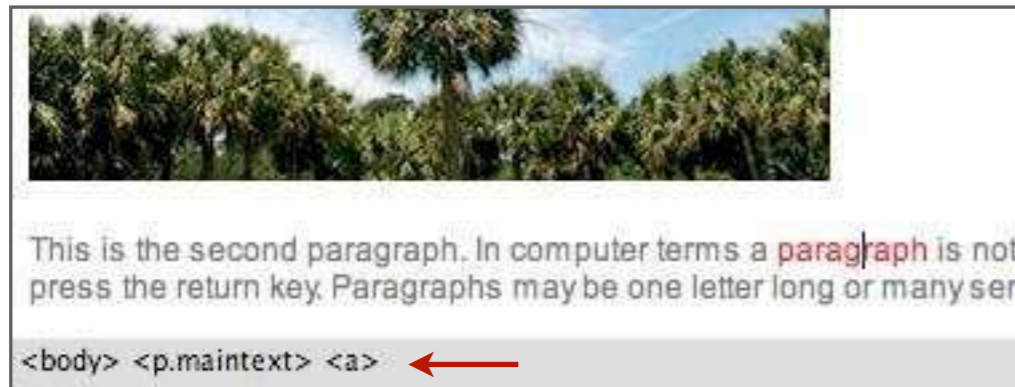 This is the second paragraph. In computer terms a paragraph is not
press the return key. Paragraphs may be one letter long or many ser
<body> <p.maintext> <a>